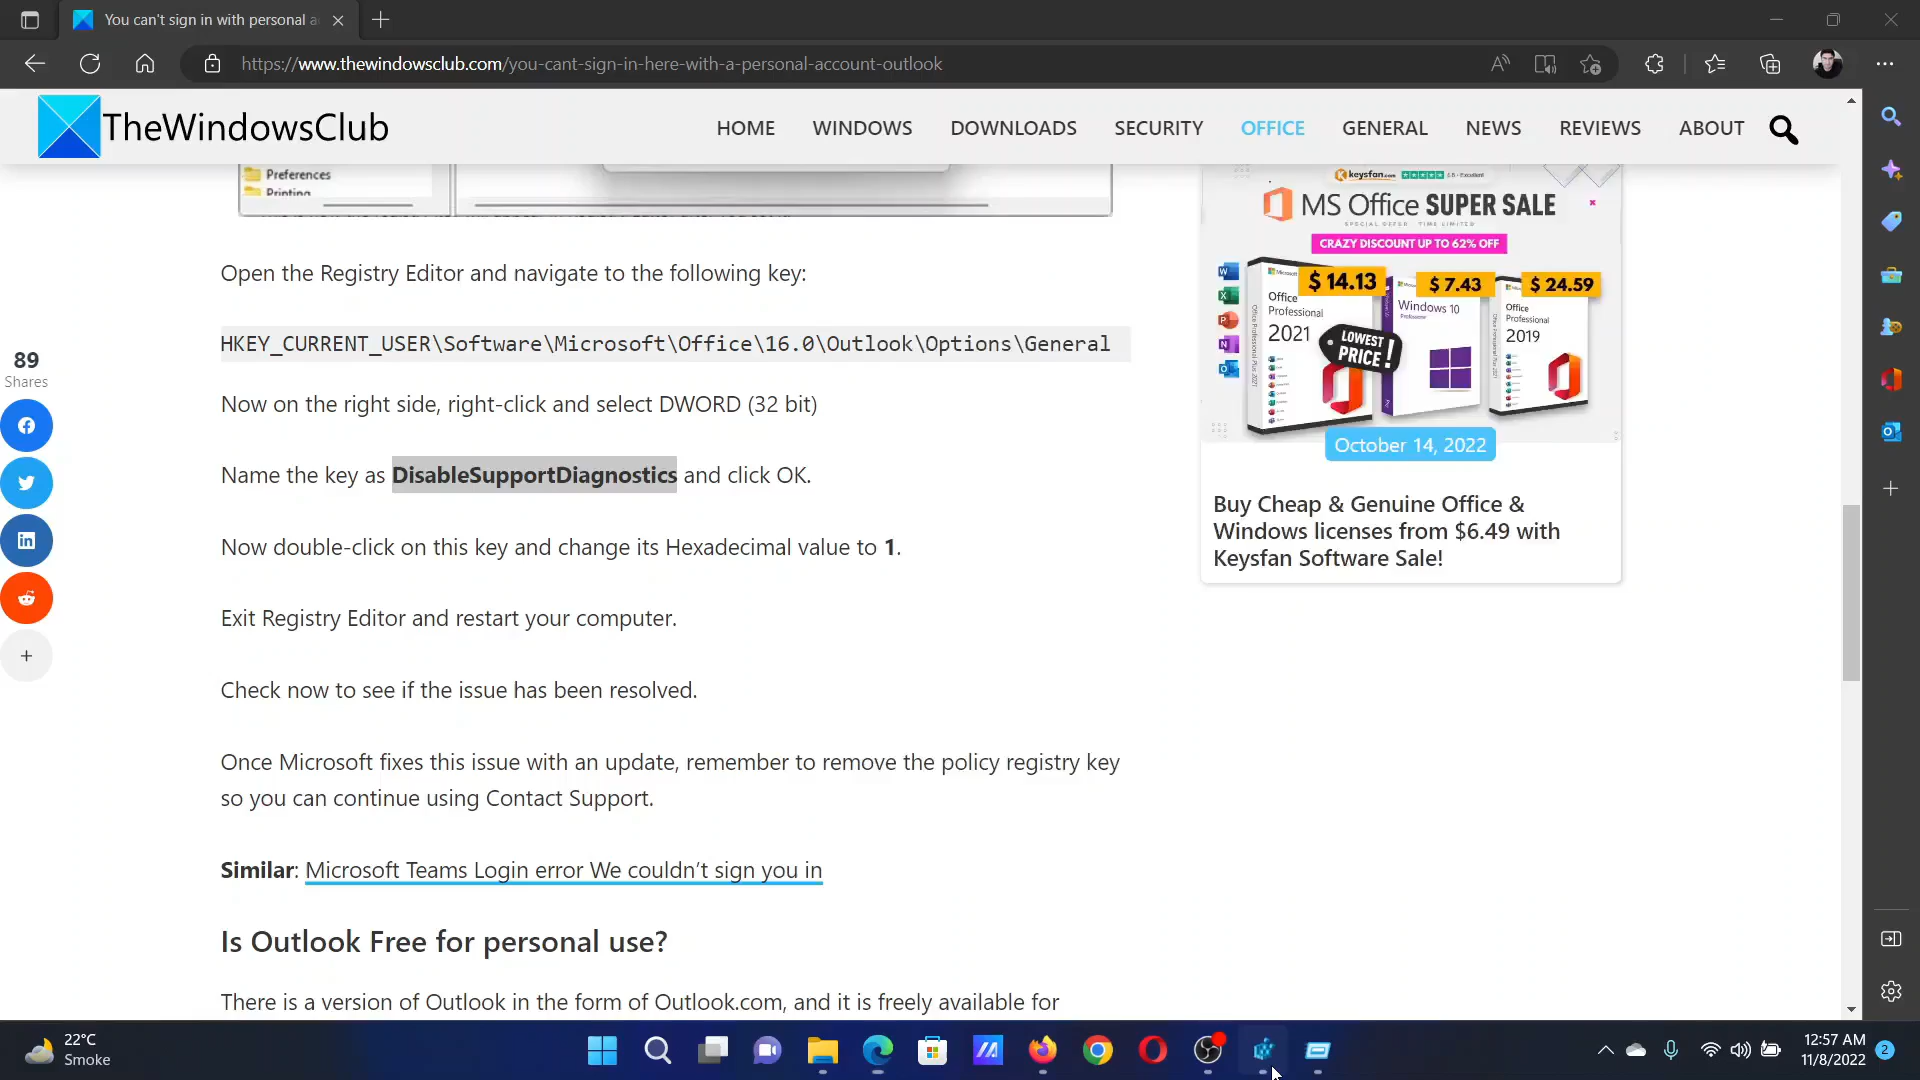 You can't sign in with personal a
https://www.thewindowsclub.com/you-cant-sign-in-here-with-a-personal-account-outlook
TheWindowsClub
HOME
WINDOWS
DOWNLOADS
SECURITY
OFFICE
GENERAL
NEWS
REVIEWS
ABOUT
Preferences
Printing
Open the Registry Editor and navigate to the following key:
HKEY_CURRENT_USER\Software\Microsoft\Office\16.0\Outlook\Options\General
Now on the right side, right-click and select DWORD (32 bit)
Name the key as DisableSupportDiagnostics and click OK.
Now double-click on this key and change its Hexadecimal value to 1.
Exit Registry Editor and restart your computer.
Check now to see if the issue has been resolved.
Once Microsoft fixes this issue with an update, remember to remove the policy registry key
so you can continue using Contact Support.
Similar: Microsoft Teams Login error We couldn't sign you in
Is Outlook Free for personal use?
There is a version of Outlook in the form of Outlook.com, and it is freely available for
89
Shares
keysfan.com
Excellent
MS Office SUPER SALE
SPECIAL OFFER TIME LIMITED
CRAZY DISCOUNT UP TO 62% OFF
$ 14.13
$ 7.43
$ 24.59
Office
Professional
2021
Windows 10
Office
Professional
2019
LOWEST
PRICE!
October 14, 2022
Buy Cheap & Genuine Office &
Windows licenses from $6.49 with
Keysfan Software Sale!
22°C
Smoke
12:57 AM
11/8/2022
2